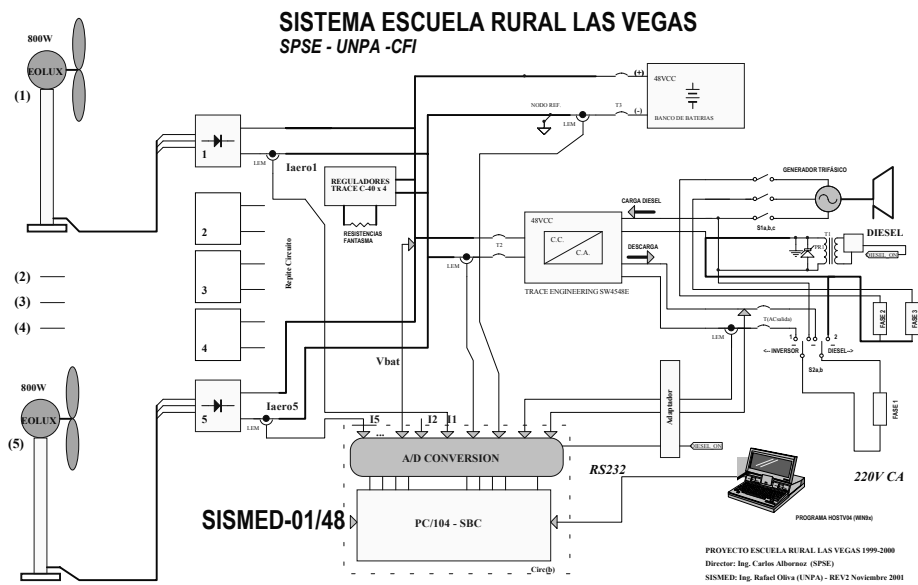 SISTEMA ESCUELA RURAL LAS VEGAS
SPSE - UNPA -CFI
800W
EOLUX
(1)
1
LEM
Iaero1
REGULADORES
TRACE C-40 x 4
RESISTENCIAS
FANTASMA
NODO REF.
LEM
T3
(+)
(-)
48VCC
BANCO DE BATERIAS
2
3
4
Repite Circuito
(2)
(3)
(4)
GENERADOR TRIFÁSICO
S1a,b,c
CARGA DIESEL
DESCARGA
48VCC
C.C.
C.A.
TRACE ENGINEERING SW4548E
T2
LEM
T1
PR1
DIESEL
DIESEL_ON
FASE 2
FASE 3
T(ACsalida)
LEM
1
2
<-- INVERSOR
DIESEL-->
S2a,b
FASE 1
220V CA
Vbat
800W
EOLUX
(5)
5
LEM
Iaero5
I5
...
I2
I1
A/D CONVERSION
Adaptador
DIESEL_ON
RS232
SISMED-01/48
PC/104 - SBC
Circ(b)
PROGRAMA HOSTV04 (WIN9x)
PROYECTO ESCUELA RURAL LAS VEGAS 1999-2000
Director: Ing. Carlos Albornoz (SPSE)
SISMED: Ing. Rafael Oliva (UNPA) - REV2 Noviembre 2001